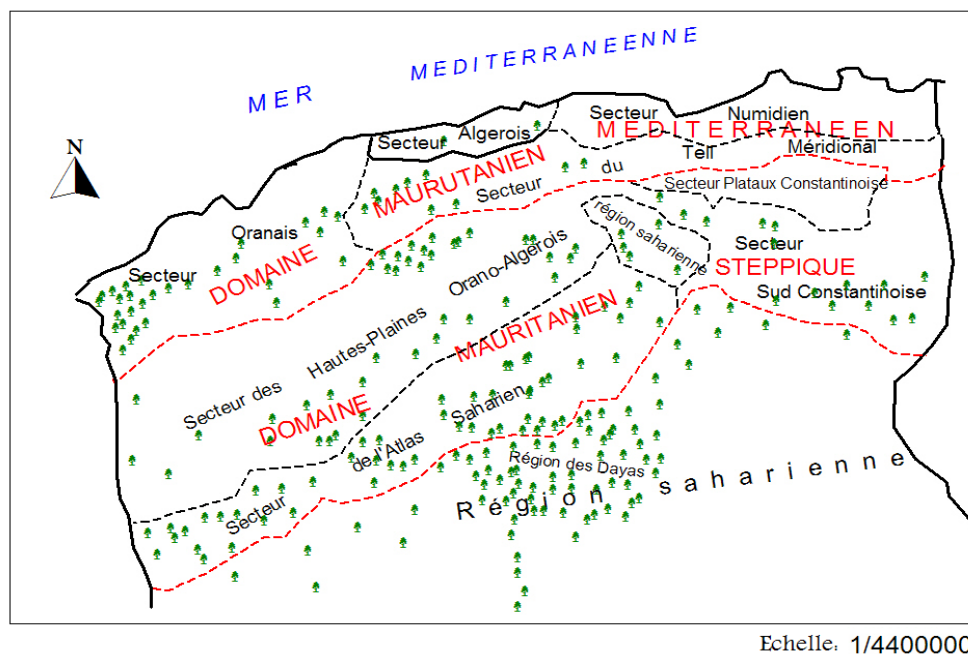 MER MEDITERRANEENNE
N
Secteur Algerois
Secteur Numidien
DOMAINE MAURUTANIEN MEDITERRANEEN
Secteur du Tell Méridional
Secteur Plataux Constantinoise
Secteur Oranais
région saharienne
Secteur des Hautes-Plaines Orano-Algerois
Secteur Sud Constantinoise
DOMAINE MAURITANIEN STEPPIQUE
Secteur de l'Atlas Saharien
Région des Dayas
Région saharienne
Echelle: 1/4400000